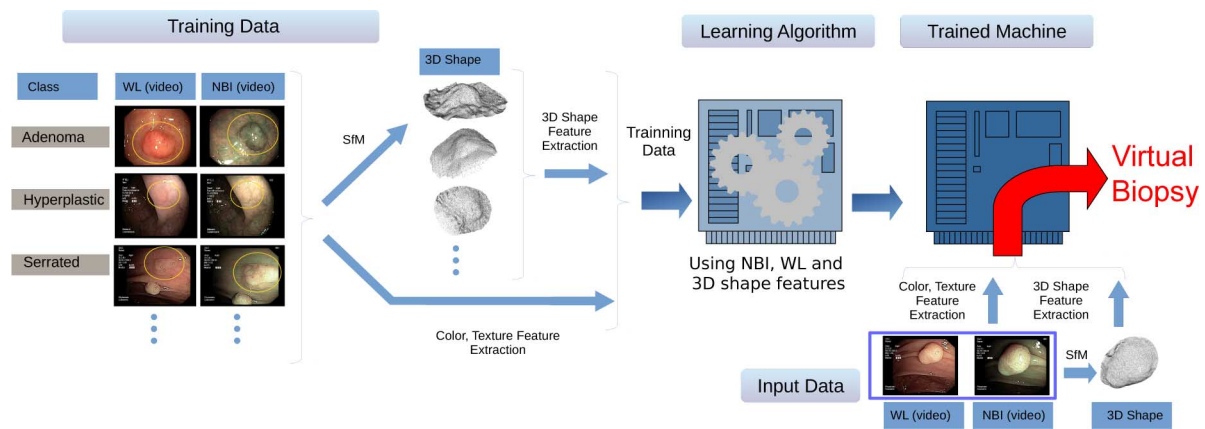 Training Data
Learning Algorithm
Trained Machine
Class
WL (video)
NBI (video)
Adenoma
Hyperplastic
Serrated
SfM
3D Shape
3D Shape
Feature
Extraction
Color, Texture Feature
Extraction
Trainning
Data
Using NBI, WL and
3D shape features
Virtual
Biopsy
Color, Texture
Feature
Extraction
3D Shape
Feature
Extraction
Input Data
SfM
WL (video)
NBI (video)
3D Shape